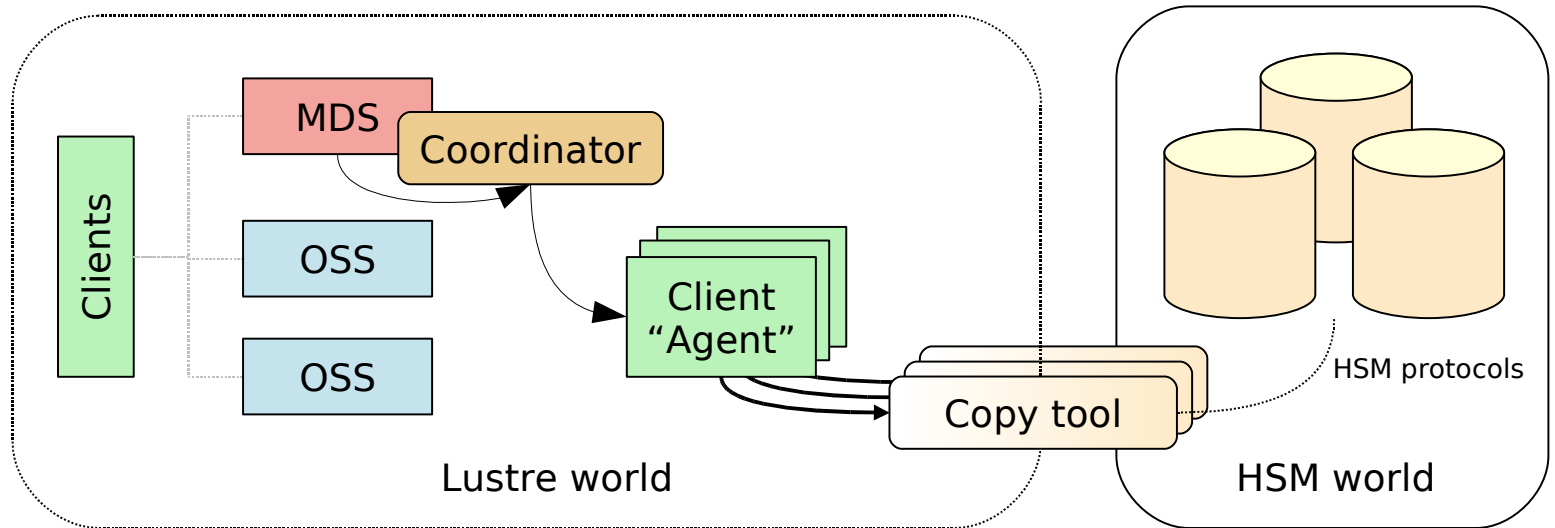 MDS
Coordinator
Clients
OSS
OSS
Client
“Agent”
Copy tool
HSM protocols
Lustre world
HSM world